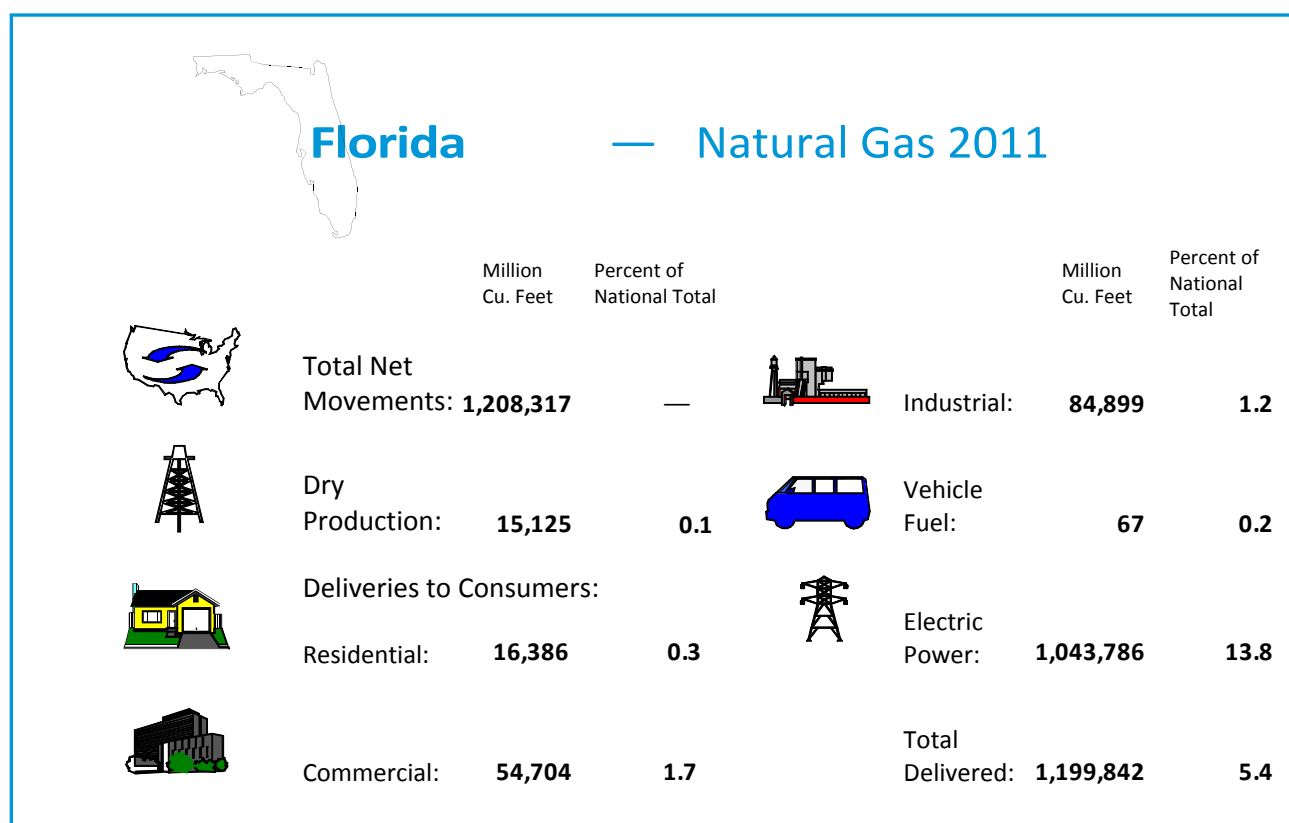 Florida — Natural Gas 2011
Million Cu. Feet
Percent of National Total
Million Cu. Feet
Percent of National Total
Total Net
Movements: 1,208,317 —
Industrial: 84,899 1.2
Dry
Production: 15,125 0.1
Vehicle
Fuel: 67 0.2
Deliveries to Consumers:
Residential: 16,386 0.3
Electric
Power: 1,043,786 13.8
Commercial: 54,704 1.7
Total
Delivered: 1,199,842 5.4